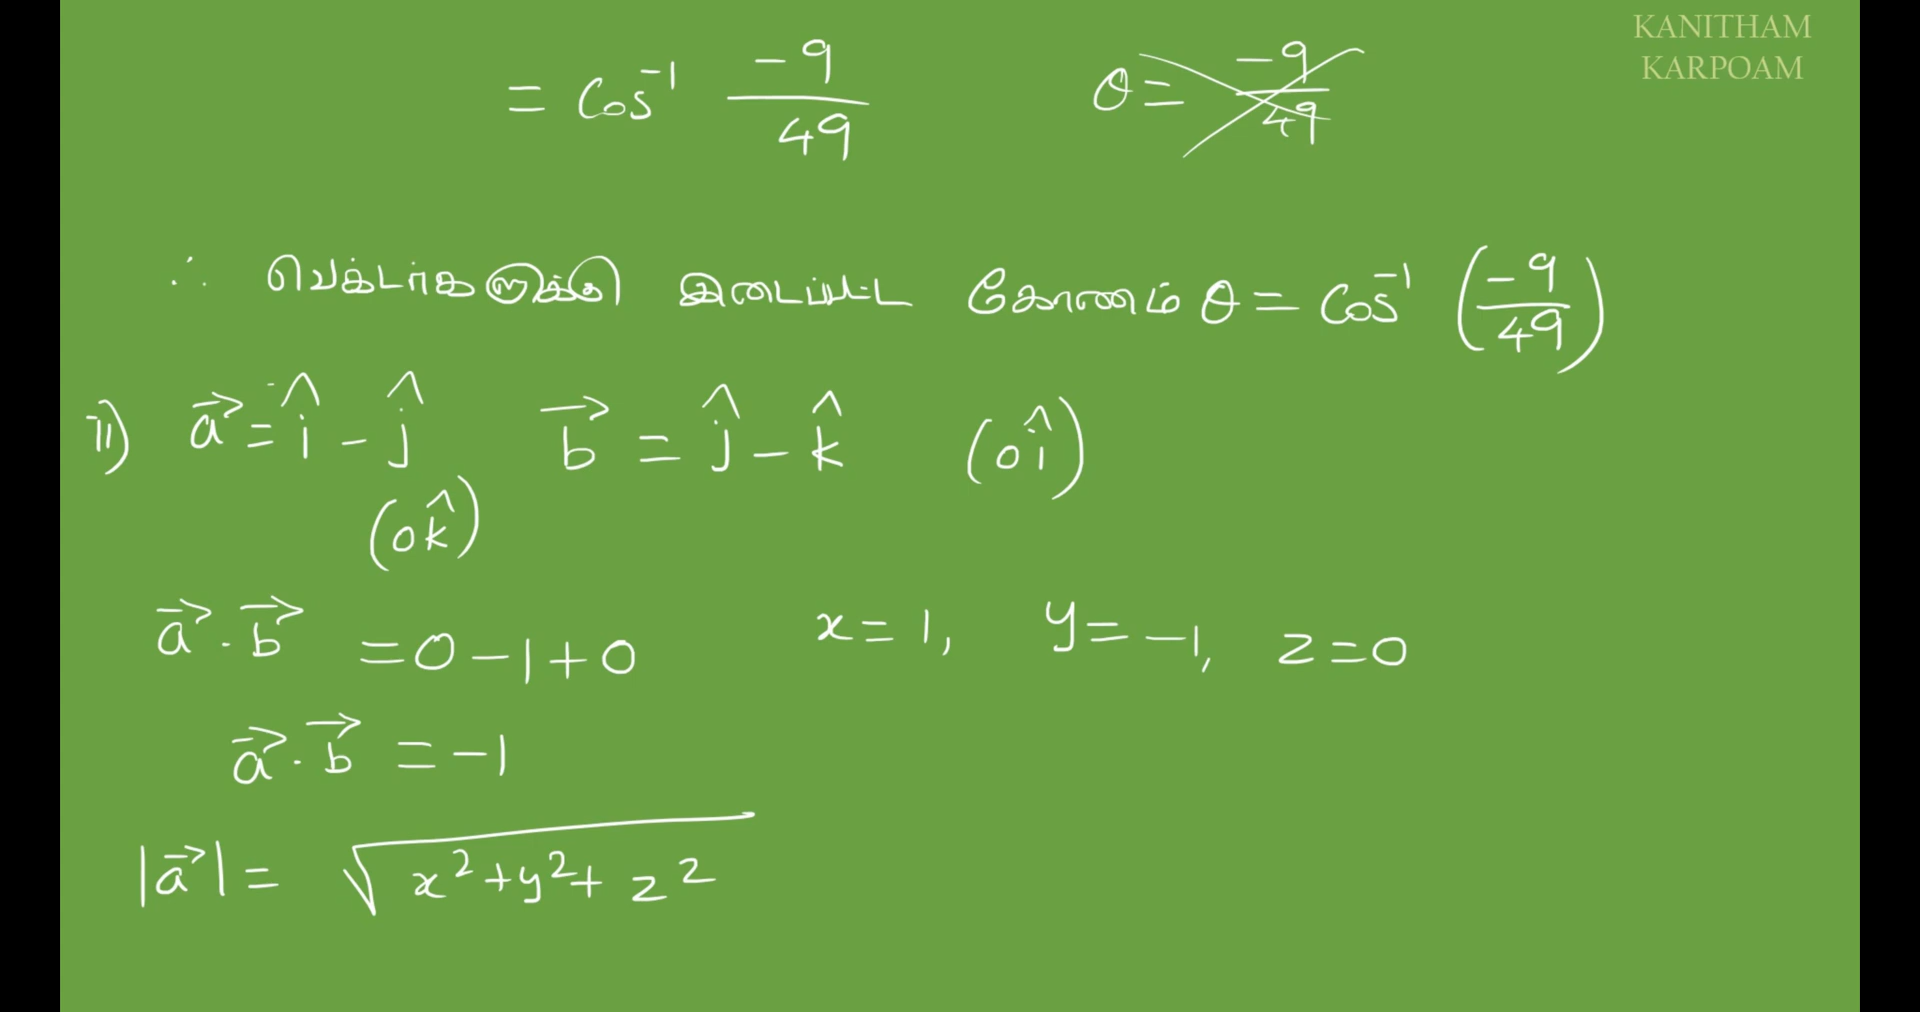 KANITHAM
KARPOAM
= Cos⁻¹ -9/49 θ = -9/49
∴ வெக்டர்களுக்கு இடைப்பட்ட கோணம் θ = Cos⁻¹ (-9/49)
ii) a⃗ = î - ĵ b⃗ = ĵ - k̂ (0î)
(0k̂)
a⃗ . b⃗ = 0 - 1 + 0 x = 1, y = -1, z = 0
a⃗ . b⃗ = -1
|a⃗| = √(x² + y² + z²)